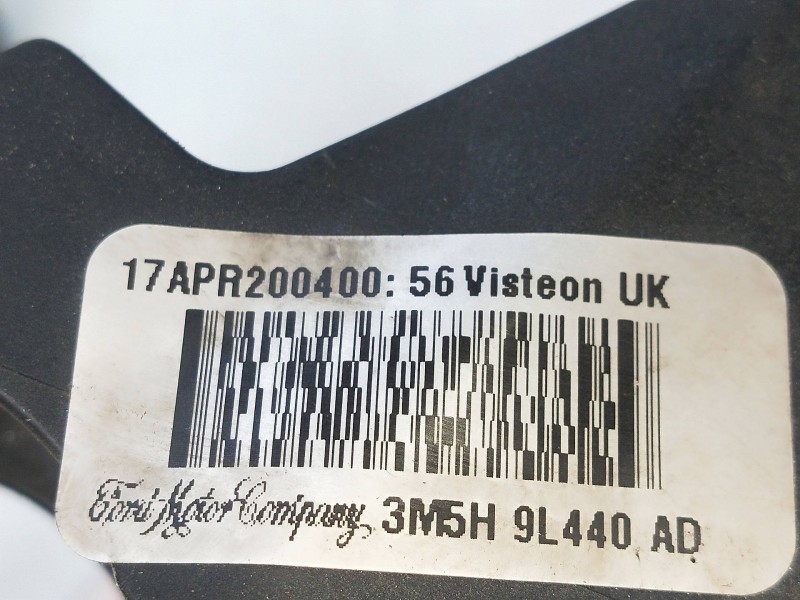 17APR200400:56 Visteon UK
Ford Motor Company 3M5H 9L440 AD